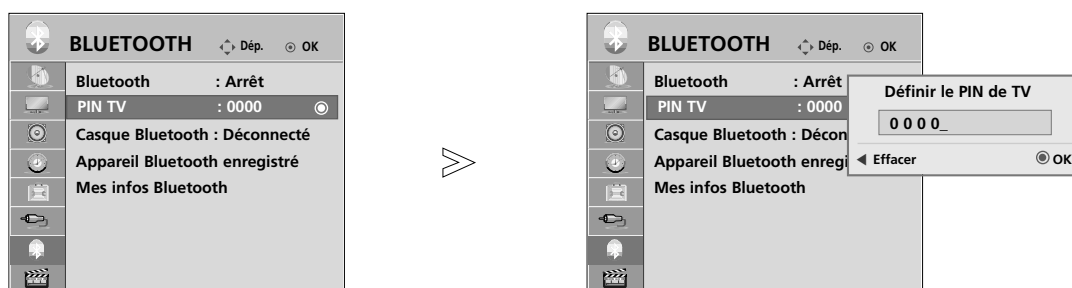 BLUETOOTH Dép. OK
Bluetooth : Arrêt
PIN TV : 0000
Casque Bluetooth : Déconnecté
Appareil Bluetooth enregistré
Mes infos Bluetooth
BLUETOOTH Dép. OK
Bluetooth : Arrêt
PIN TV : 0000
Casque Bluetooth : Décon
Appareil Bluetooth enregi
Mes infos Bluetooth
Définir le PIN de TV
0 0 0 0_
Effacer OK